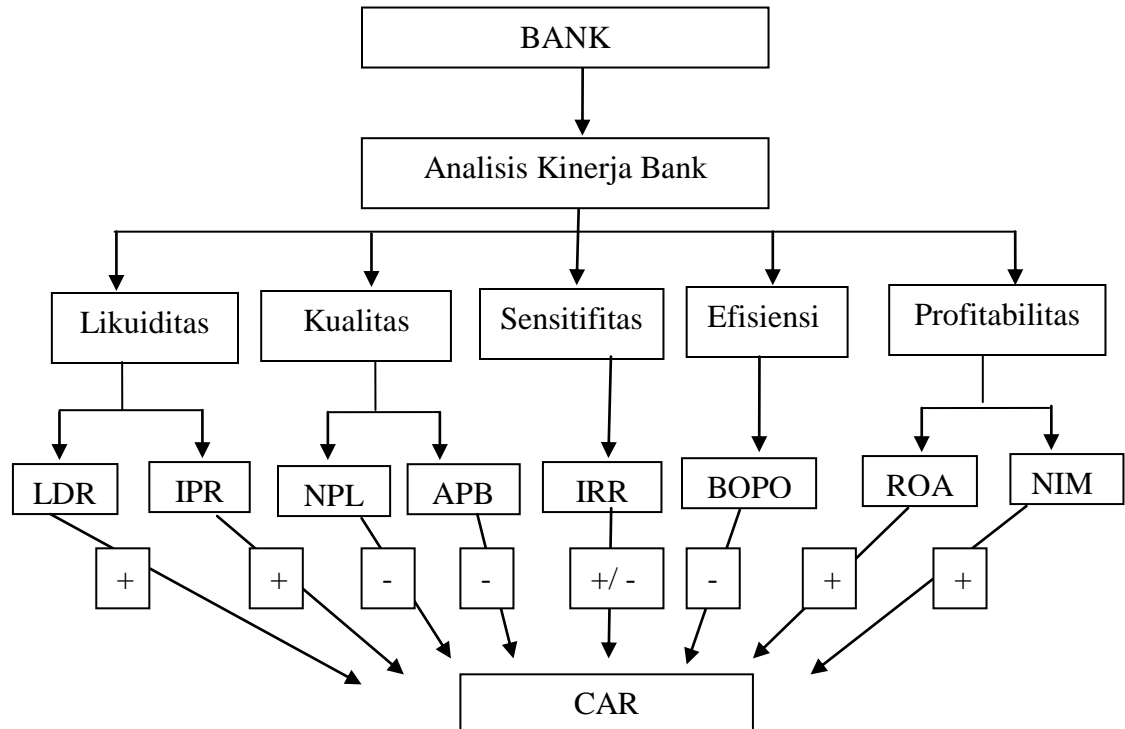 BANK
Analisis Kinerja Bank
Likuiditas
Kualitas
Sensitifitas
Efisiensi
Profitabilitas
LDR
IPR
NPL
APB
IRR
BOPO
ROA
NIM
+
+
-
-
+/ -
-
+
+
CAR